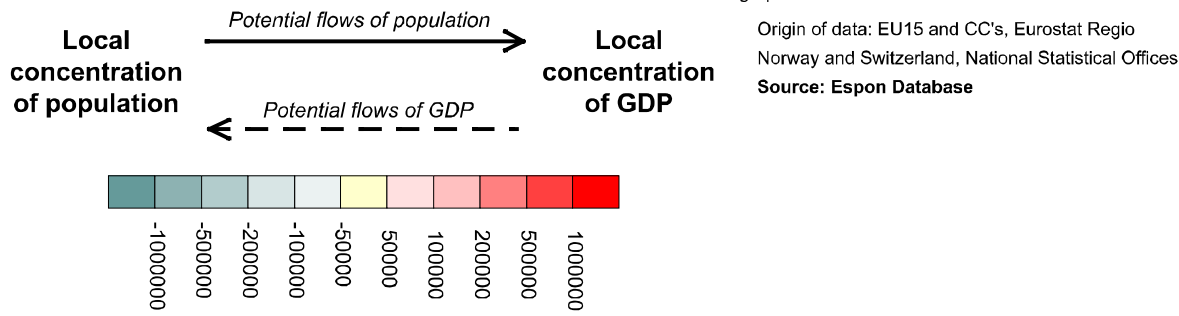 Potential flows of population
Local
concentration
of population
Local
concentration
of GDP
Potential flows of GDP
-1000000
-500000
-200000
-100000
-50000
50000
100000
200000
500000
1000000
Origin of data: EU15 and CC's, Eurostat Regio
Norway and Switzerland, National Statistical Offices
Source: Espon Database